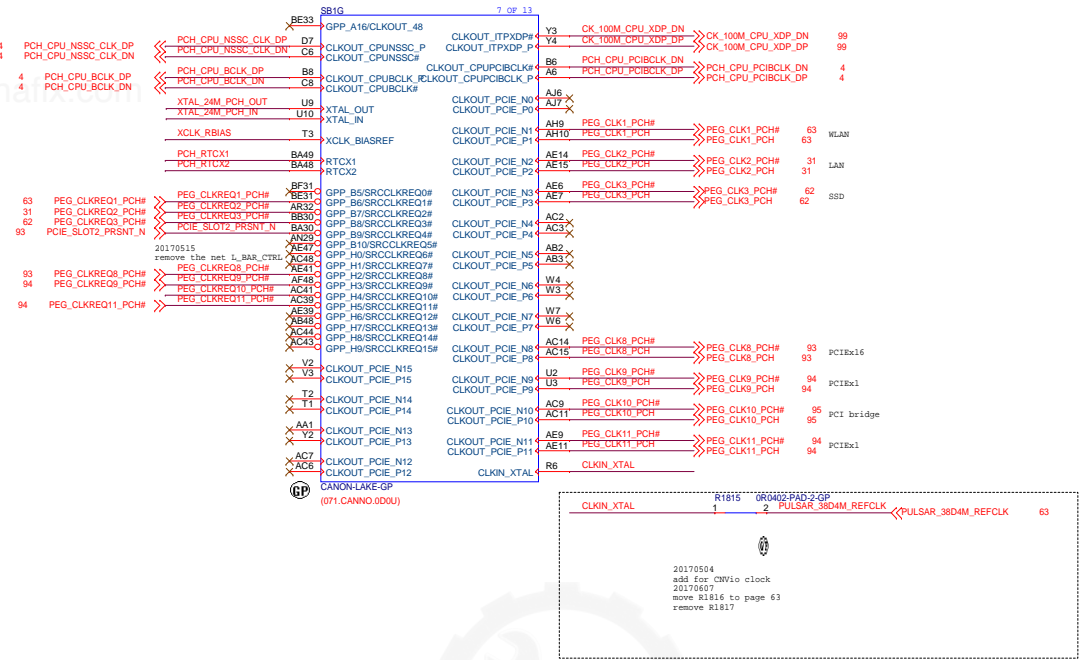 SB1G
7 OF 13
BE33
GPP_A16/CLKOUT_48
4 PCH_CPU_NSSC_CLK_DP PCH_CPU_NSSC_CLK_DP D7 CLKOUT_CPUNSSC_P
4 PCH_CPU_NSSC_CLK_DN PCH_CPU_NSSC_CLK_DN C6 CLKOUT_CPUNSSC#
4 PCH_CPU_BCLK_DP PCH_CPU_BCLK_DP B8 CLKOUT_CPUBCLK_P
4 PCH_CPU_BCLK_DN PCH_CPU_BCLK_DN C8 CLKOUT_CPUBCLK#
XTAL_24M_PCH_OUT U9 XTAL_OUT
XTAL_24M_PCH_IN U10 XTAL_IN
XCLK_RBIAS T3 XCLK_BIASREF
PCH_RTCX1 BA49 RTCX1
PCH_RTCX2 BA48 RTCX2
BF31 GPP_B5/SRCCLKREQ0#
63 PEG_CLKREQ1_PCH# PEG_CLKREQ1_PCH# BE31 GPP_B6/SRCCLKREQ1#
31 PEG_CLKREQ2_PCH# PEG_CLKREQ2_PCH# AR32 GPP_B7/SRCCLKREQ2#
62 PEG_CLKREQ3_PCH# PEG_CLKREQ3_PCH# BB30 GPP_B8/SRCCLKREQ3#
93 PCIE_SLOT2_PRSNT_N PCIE_SLOT2_PRSNT_N BA30 GPP_B9/SRCCLKREQ4#
AN29 GPP_B10/SRCCLKREQ5#
20170515
remove the net L_BAR_CTRL
AE47 GPP_H0/SRCCLKREQ6#
AC48 GPP_H1/SRCCLKREQ7#
93 PEG_CLKREQ8_PCH# PEG_CLKREQ8_PCH# AE41 GPP_H2/SRCCLKREQ8#
94 PEG_CLKREQ9_PCH# PEG_CLKREQ9_PCH# AF48 GPP_H3/SRCCLKREQ9#
PEG_CLKREQ10_PCH# AC41 GPP_H4/SRCCLKREQ10#
94 PEG_CLKREQ11_PCH# PEG_CLKREQ11_PCH# AC39 GPP_H5/SRCCLKREQ11#
AE39 GPP_H6/SRCCLKREQ12#
AB48 GPP_H7/SRCCLKREQ13#
AC44 GPP_H8/SRCCLKREQ14#
AC43 GPP_H9/SRCCLKREQ15#
V2 CLKOUT_PCIE_N15
V3 CLKOUT_PCIE_P15
T2 CLKOUT_PCIE_N14
T1 CLKOUT_PCIE_P14
AA1 CLKOUT_PCIE_N13
Y2 CLKOUT_PCIE_P13
AC7 CLKOUT_PCIE_N12
AC6 CLKOUT_PCIE_P12
CLKOUT_ITPXDP# Y3 CK_100M_CPU_XDP_DN CK_100M_CPU_XDP_DN 99
CLKOUT_ITPXDP_P Y4 CK_100M_CPU_XDP_DP CK_100M_CPU_XDP_DP 99
CLKOUT_CPUPCIBCLK# B6 PCH_CPU_PCIBCLK_DN PCH_CPU_PCIBCLK_DN 4
CLKOUT_CPUPCIBCLK_P A6 PCH_CPU_PCIBCLK_DP PCH_CPU_PCIBCLK_DP 4
CLKOUT_PCIE_N0 AJ6
CLKOUT_PCIE_P0 AJ7
CLKOUT_PCIE_N1 AH9 PEG_CLK1_PCH# PEG_CLK1_PCH# 63
CLKOUT_PCIE_P1 AH10 PEG_CLK1_PCH PEG_CLK1_PCH 63
WLAN
CLKOUT_PCIE_N2 AE14 PEG_CLK2_PCH# PEG_CLK2_PCH# 31
CLKOUT_PCIE_P2 AE15 PEG_CLK2_PCH PEG_CLK2_PCH 31
LAN
CLKOUT_PCIE_N3 AE6 PEG_CLK3_PCH# PEG_CLK3_PCH# 62
CLKOUT_PCIE_P3 AE7 PEG_CLK3_PCH PEG_CLK3_PCH 62
SSD
CLKOUT_PCIE_N4 AC2
CLKOUT_PCIE_P4 AC3
CLKOUT_PCIE_N5 AB2
CLKOUT_PCIE_P5 AB3
CLKOUT_PCIE_N6 W4
CLKOUT_PCIE_P6 W3
CLKOUT_PCIE_N7 W7
CLKOUT_PCIE_P7 W6
CLKOUT_PCIE_N8 AC14 PEG_CLK8_PCH# PEG_CLK8_PCH# 93
CLKOUT_PCIE_P8 AC15 PEG_CLK8_PCH PEG_CLK8_PCH 93
PCIEx16
CLKOUT_PCIE_N9 U2 PEG_CLK9_PCH# PEG_CLK9_PCH# 94
CLKOUT_PCIE_P9 U3 PEG_CLK9_PCH PEG_CLK9_PCH 94
PCIEx1
CLKOUT_PCIE_N10 AC9 PEG_CLK10_PCH# PEG_CLK10_PCH# 95
CLKOUT_PCIE_P10 AC11 PEG_CLK10_PCH PEG_CLK10_PCH 95
PCI bridge
CLKOUT_PCIE_N11 AE9 PEG_CLK11_PCH# PEG_CLK11_PCH# 94
CLKOUT_PCIE_P11 AE11 PEG_CLK11_PCH PEG_CLK11_PCH 94
PCIEx1
CLKIN_XTAL R6 CLKIN_XTAL
GP
CANON-LAKE-GP
(071.CANNO.0D0U)
R1815 0R0402-PAD-2-GP
CLKIN_XTAL 1 2 PULSAR_38D4M_REFCLK PULSAR_38D4M_REFCLK 63
20170504
add for CNVio clock
20170607
move R1816 to page 63
remove R1817